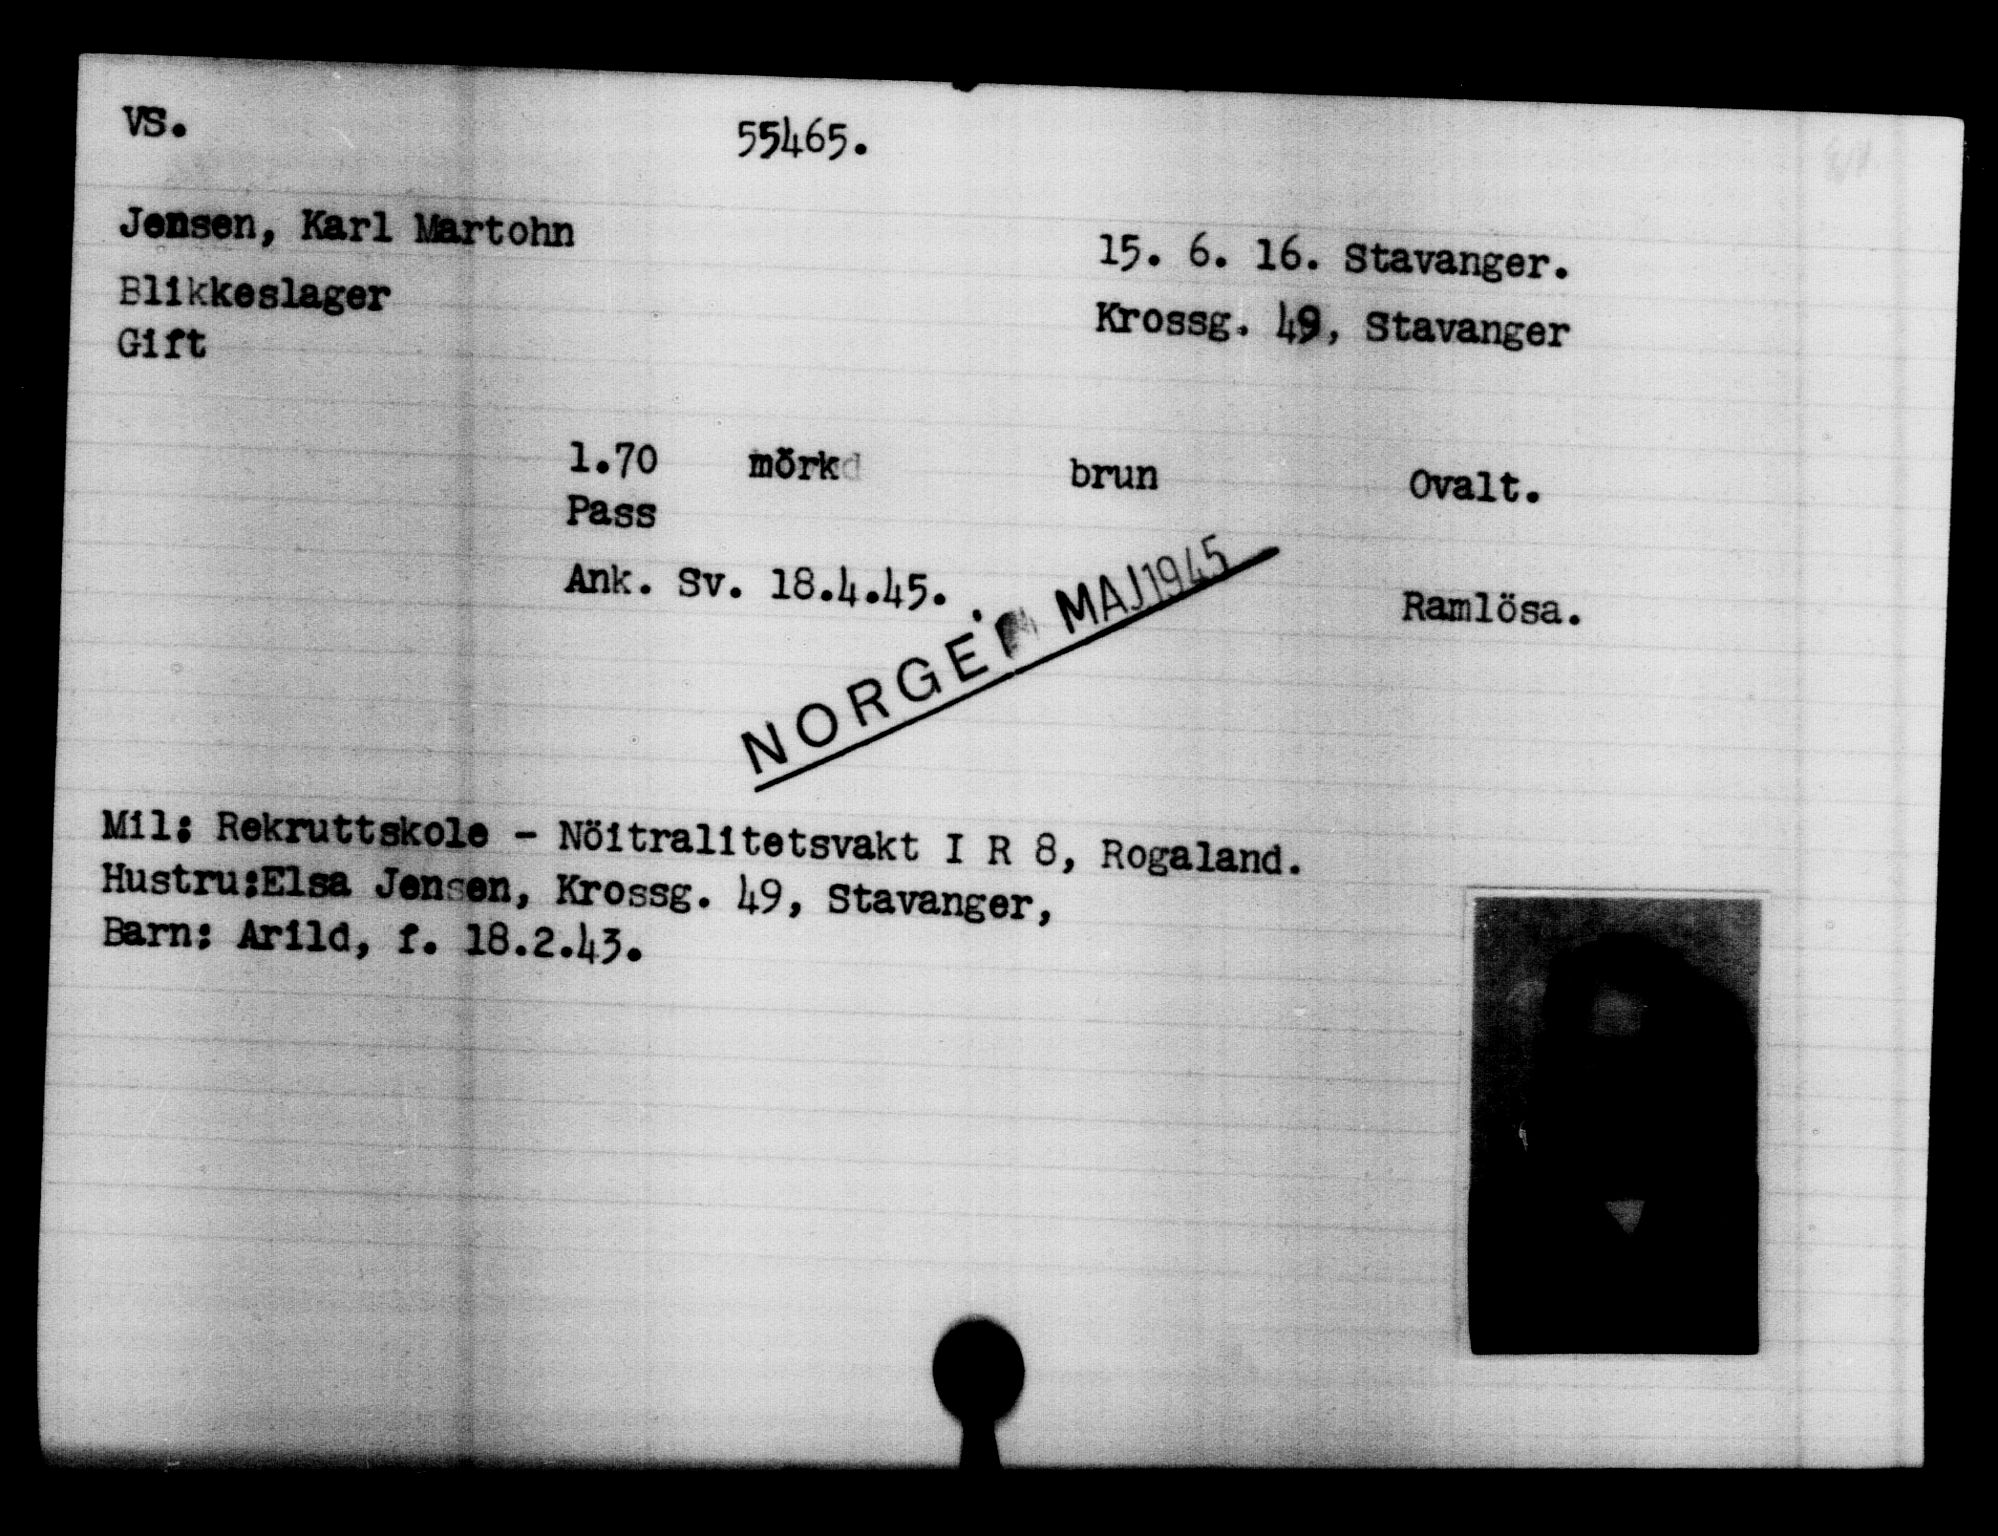 VS. 55465.
Jensen, Karl Martohn 15. 6. 16. Stavanger.
Blikkeslager Krossg. 49, Stavanger
Gift
1.70 mörk brun Ovalt.
Pass
Ank. Sv. 18.4.45. Ramlösa.
NORGE MAJ 1945
Mil: Rekruttskole - Nöitralitetsvakt I R 8, Rogaland.
Hustru:Elsa Jensen, Krossg. 49, Stavanger,
Barn: Arild, f. 18.2.43.